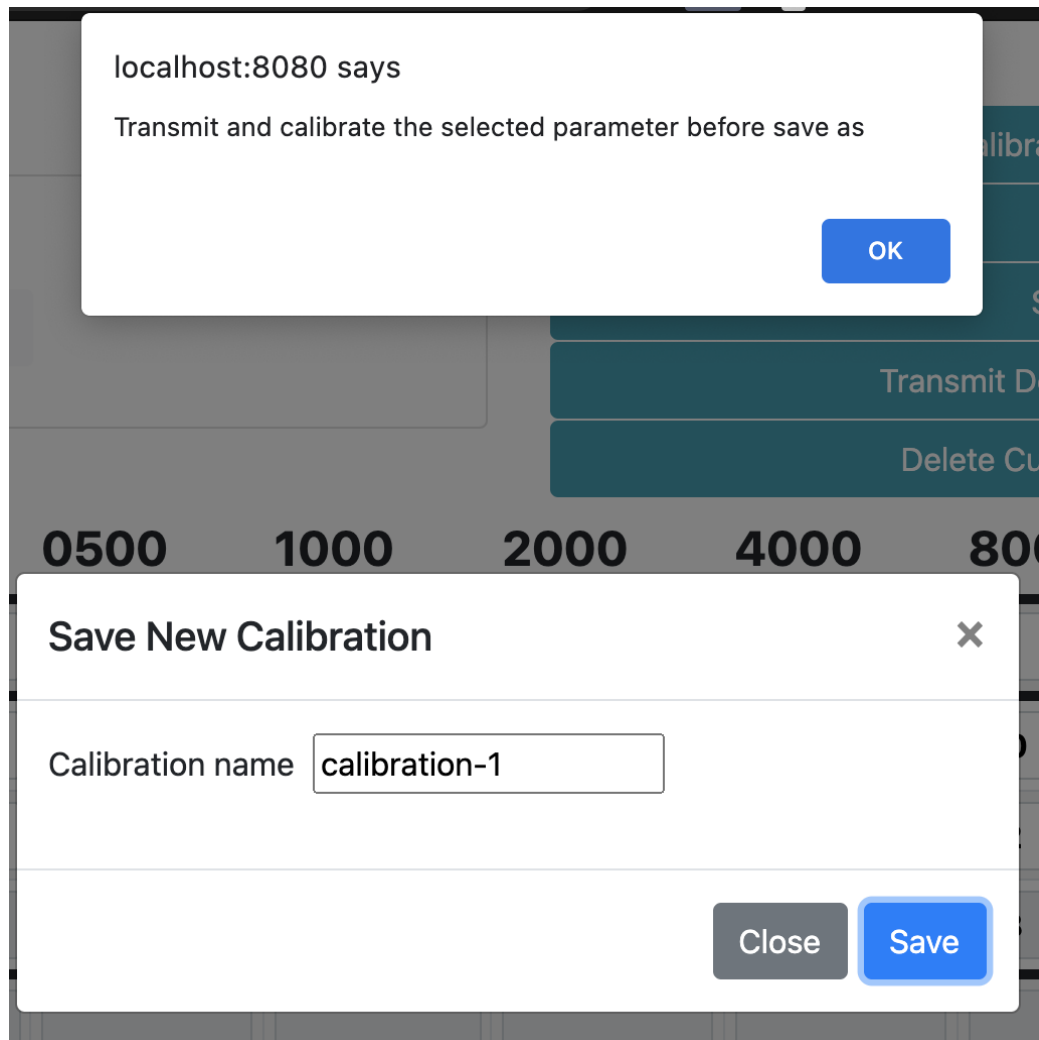 localhost:8080 says
Transmit and calibrate the selected parameter before save as
OK
Transmit
Delete
0500 1000 2000 4000
Save New Calibration ×
Calibration name calibration-1
Close Save